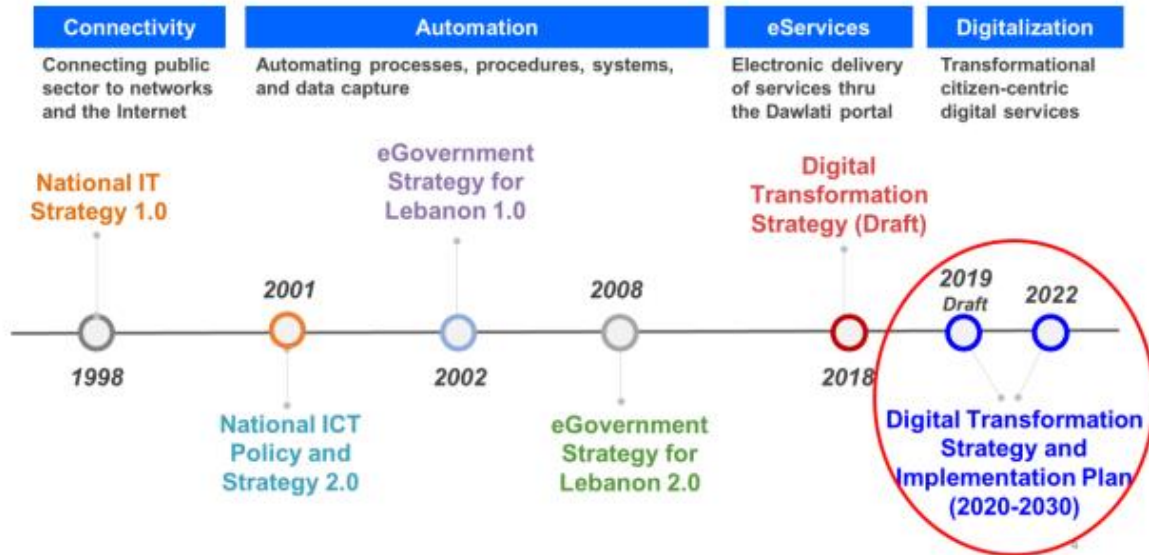 Connectivity
Automation
eServices
Digitalization
Connecting public
sector to networks
and the Internet
Automating processes, procedures, systems,
and data capture
Electronic delivery
of services thru
the Dawlati portal
Transformational
citizen-centric
digital services
National IT
Strategy 1.0
eGovernment
Strategy for
Lebanon 1.0
Digital
Transformation
Strategy (Draft)
2001
2008
2019
Draft
2022
1998
2002
2018
National ICT
Policy and
Strategy 2.0
eGovernment
Strategy for
Lebanon 2.0
Digital Transformation
Strategy and
Implementation Plan
(2020-2030)